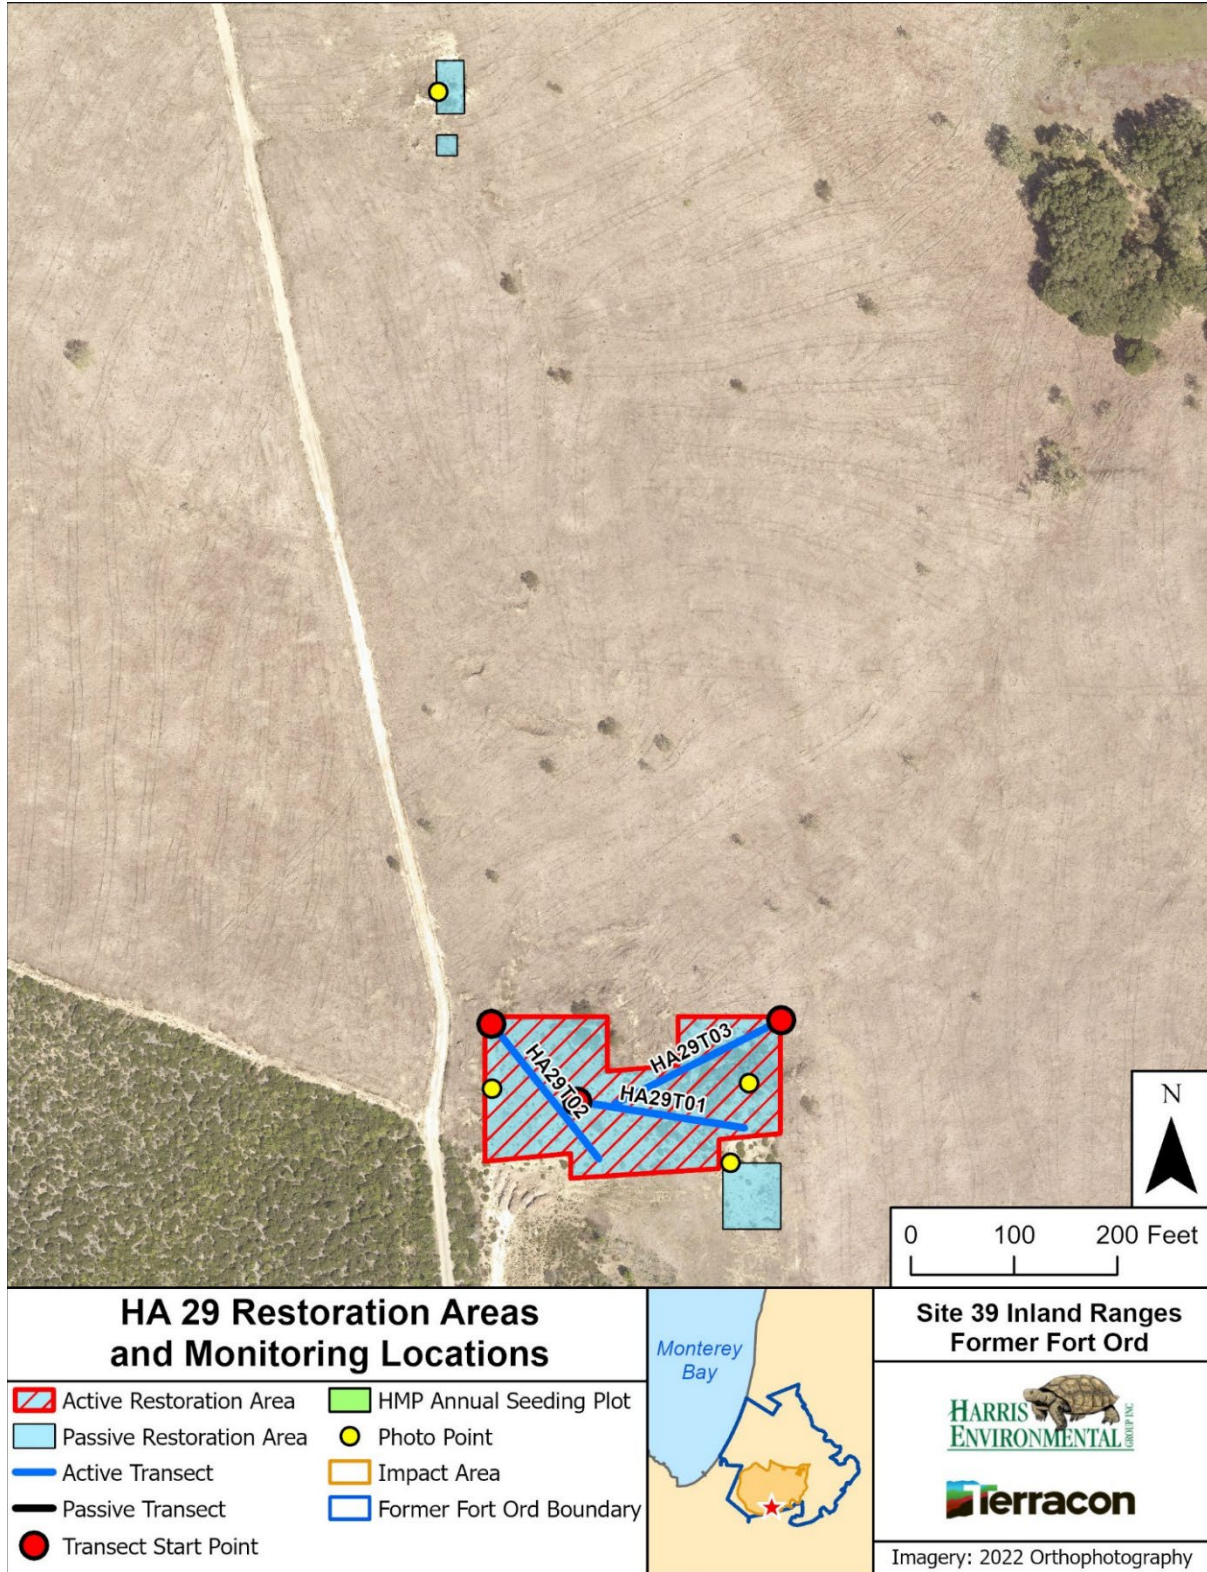 HA29T03
HA29T02
HA29T01
N
0 100 200 Feet
HA 29 Restoration Areas
and Monitoring Locations
Active Restoration Area
Passive Restoration Area
Active Transect
Passive Transect
Transect Start Point
HMP Annual Seeding Plot
Photo Point
Impact Area
Former Fort Ord Boundary
Monterey
Bay
Site 39 Inland Ranges
Former Fort Ord
HARRIS
ENVIRONMENTAL
GROUP INC
Terracon
Imagery: 2022 Orthophotography